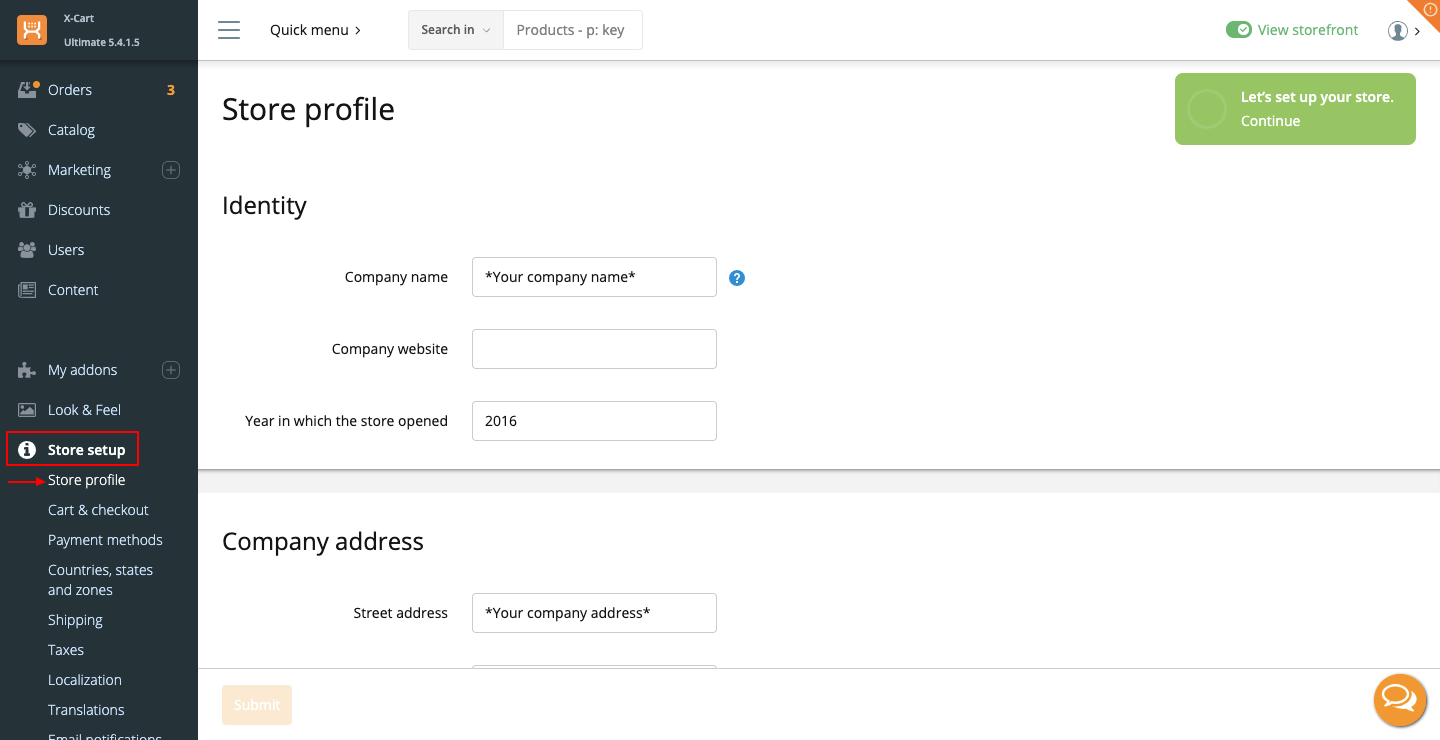 X-Cart
Ultimate 5.4.1.5
Quick menu
Search in
Products - p: key
View storefront
Orders
3
Catalog
Marketing
Discounts
Users
Content
My addons
Look & Feel
Store setup
Store profile
Cart & checkout
Payment methods
Countries, states
and zones
Shipping
Taxes
Localization
Translations
Email notifications
Store profile
Let's set up your store.
Continue
Identity
Company name
*Your company name*
?
Company website
Year in which the store opened
2016
Company address
Street address
*Your company address*
Submit